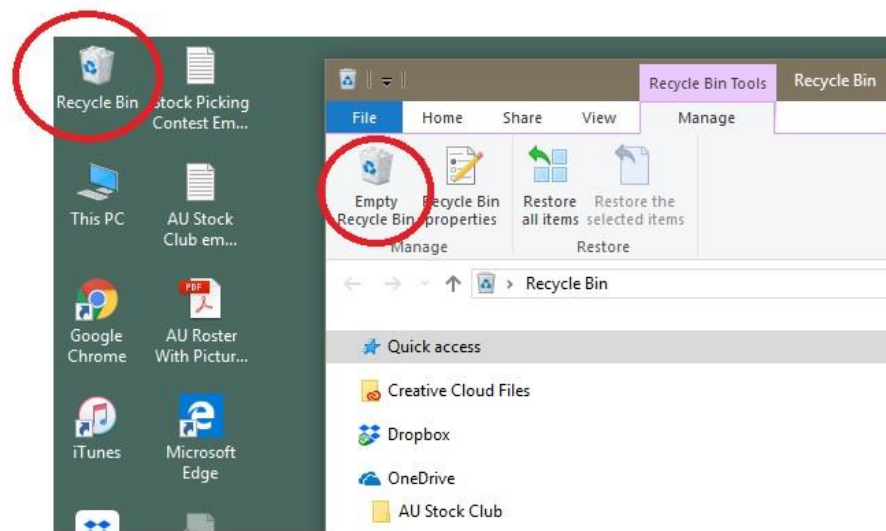 Recycle Bin
Stock Picking
Contest Em...
This PC
AU Stock
Club em...
Google
Chrome
PDF
AU Roster
With Pictur...
iTunes
Microsoft
Edge
Recycle Bin Tools
Recycle Bin
File
Home
Share
View
Manage
Empty
Recycle Bin
Recycle Bin
properties
Restore
all items
Restore the
selected items
Manage
Restore
Recycle Bin
Quick access
Creative Cloud Files
Dropbox
OneDrive
AU Stock Club